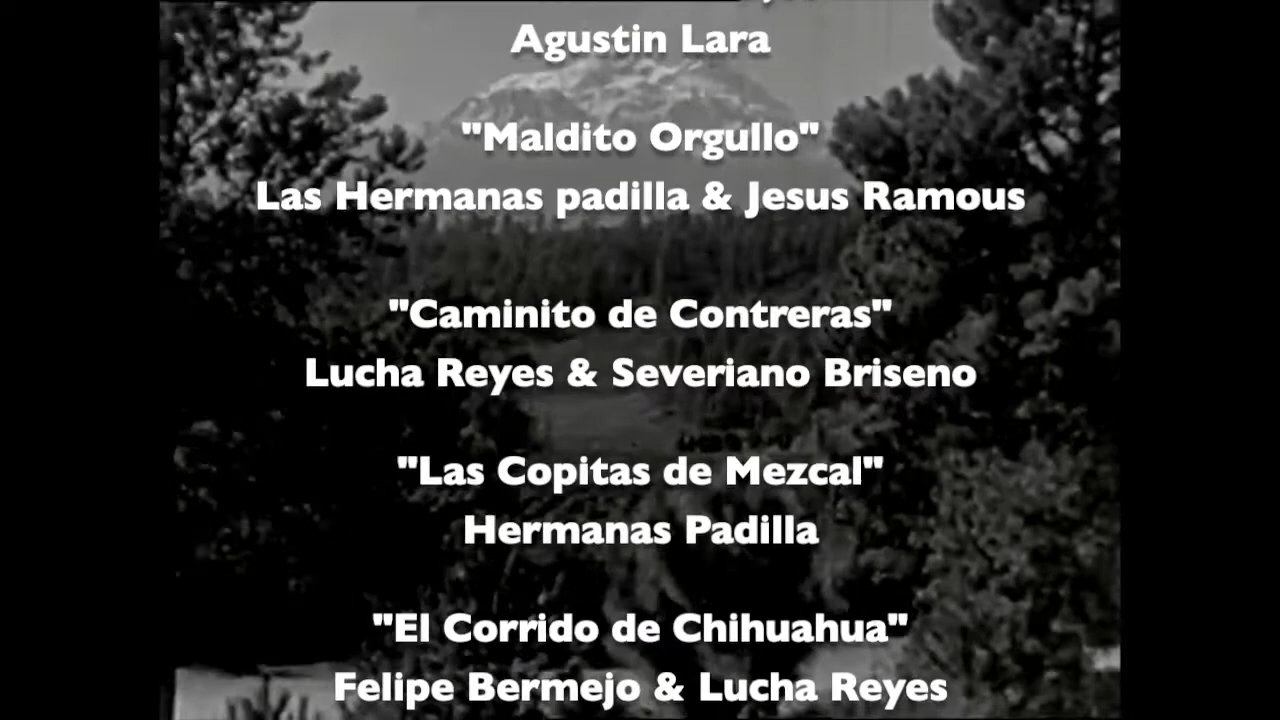 Agustin Lara
"Maldito Orgullo"
Las Hermanas padilla & Jesus Ramous
"Caminito de Contreras"
Lucha Reyes & Severiano Briseno
"Las Copitas de Mezcal"
Hermanas Padilla
"El Corrido de Chihuahua"
Felipe Bermejo & Lucha Reyes